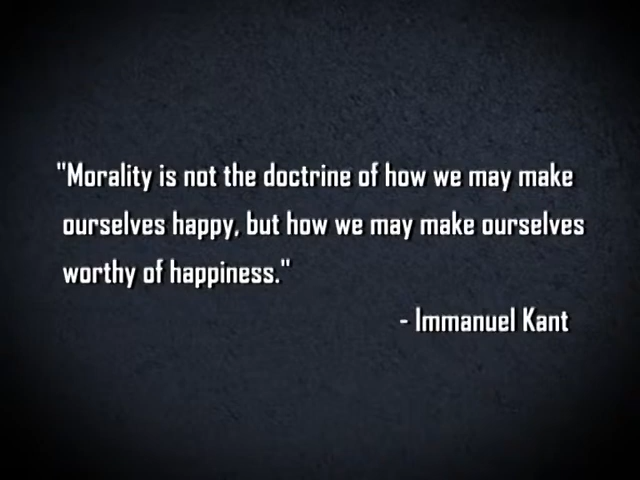 "Morality is not the doctrine of how we may make
ourselves happy, but how we may make ourselves
worthy of happiness."
- Immanuel Kant